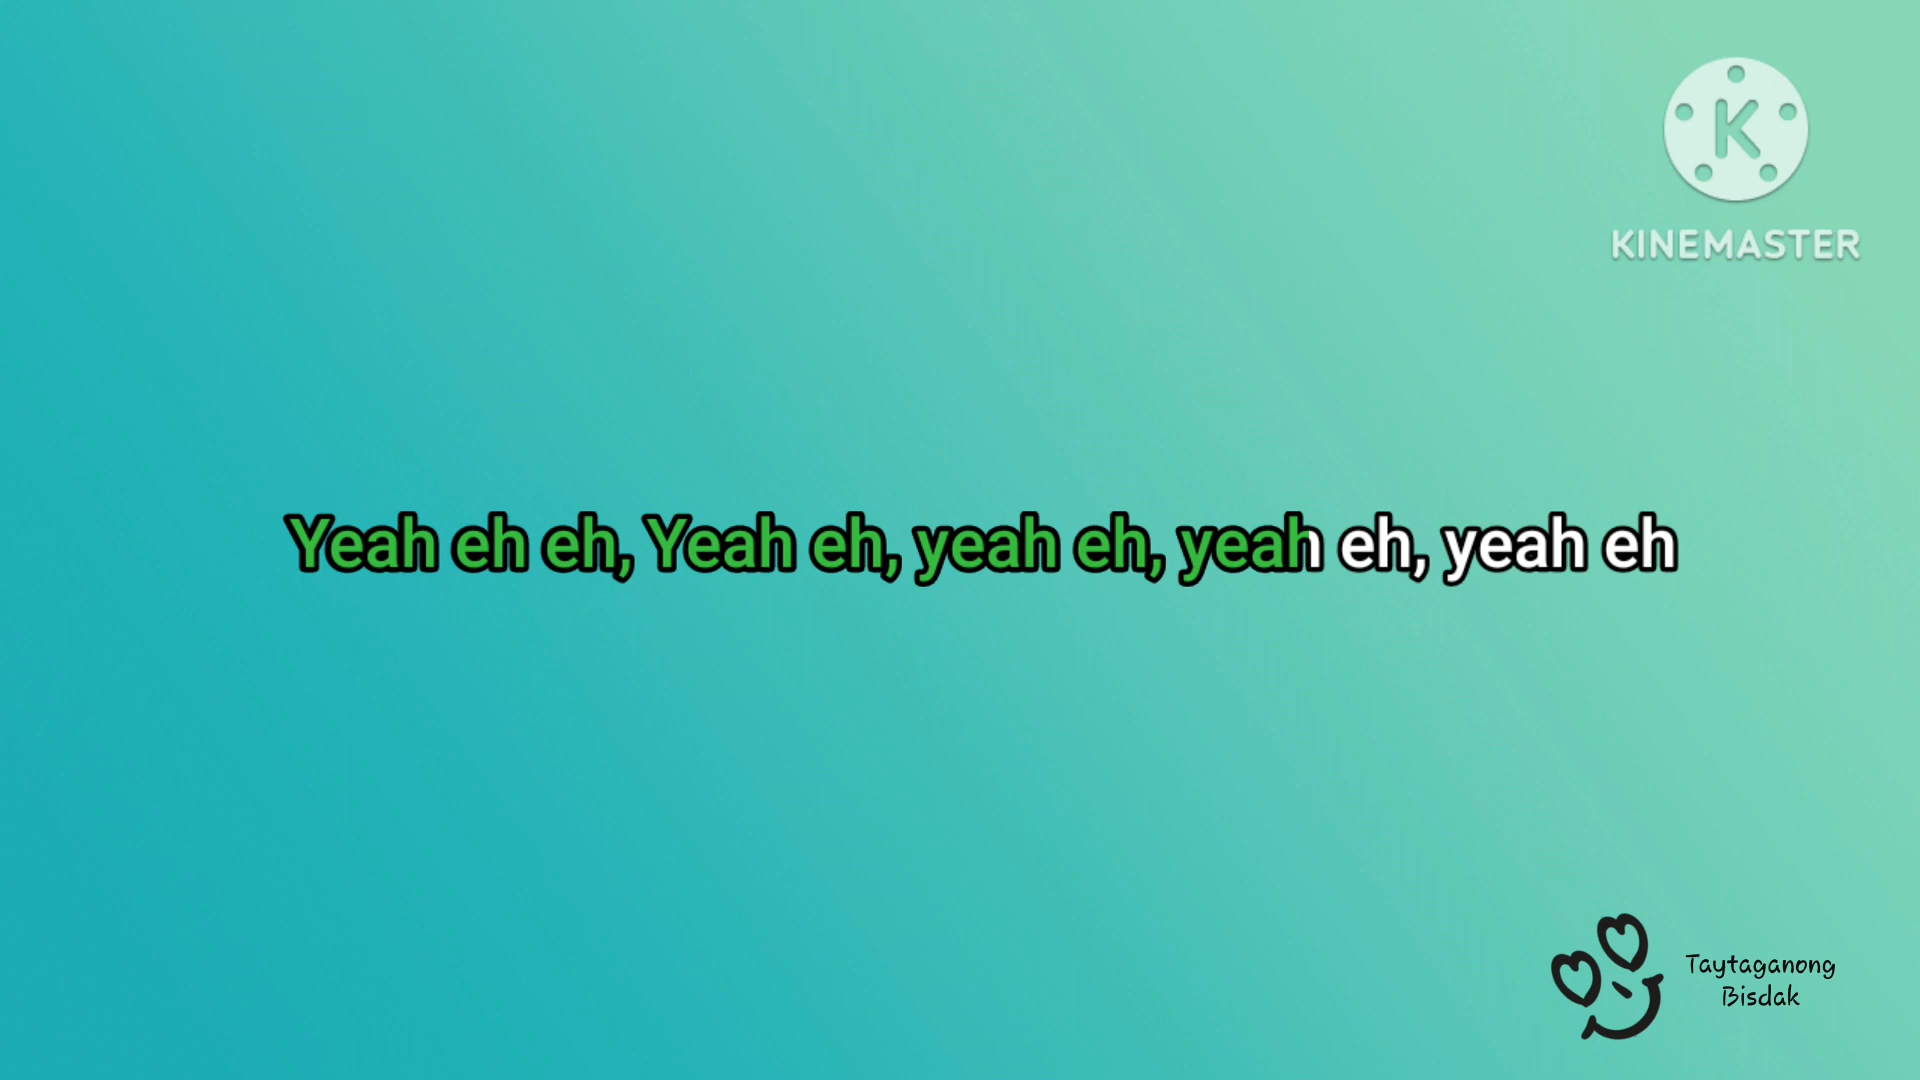 K
KINEMASTER
Yeah eh eh, Yeah eh, yeah eh, yeah eh, yeah eh
Taytaganong
Bisdak